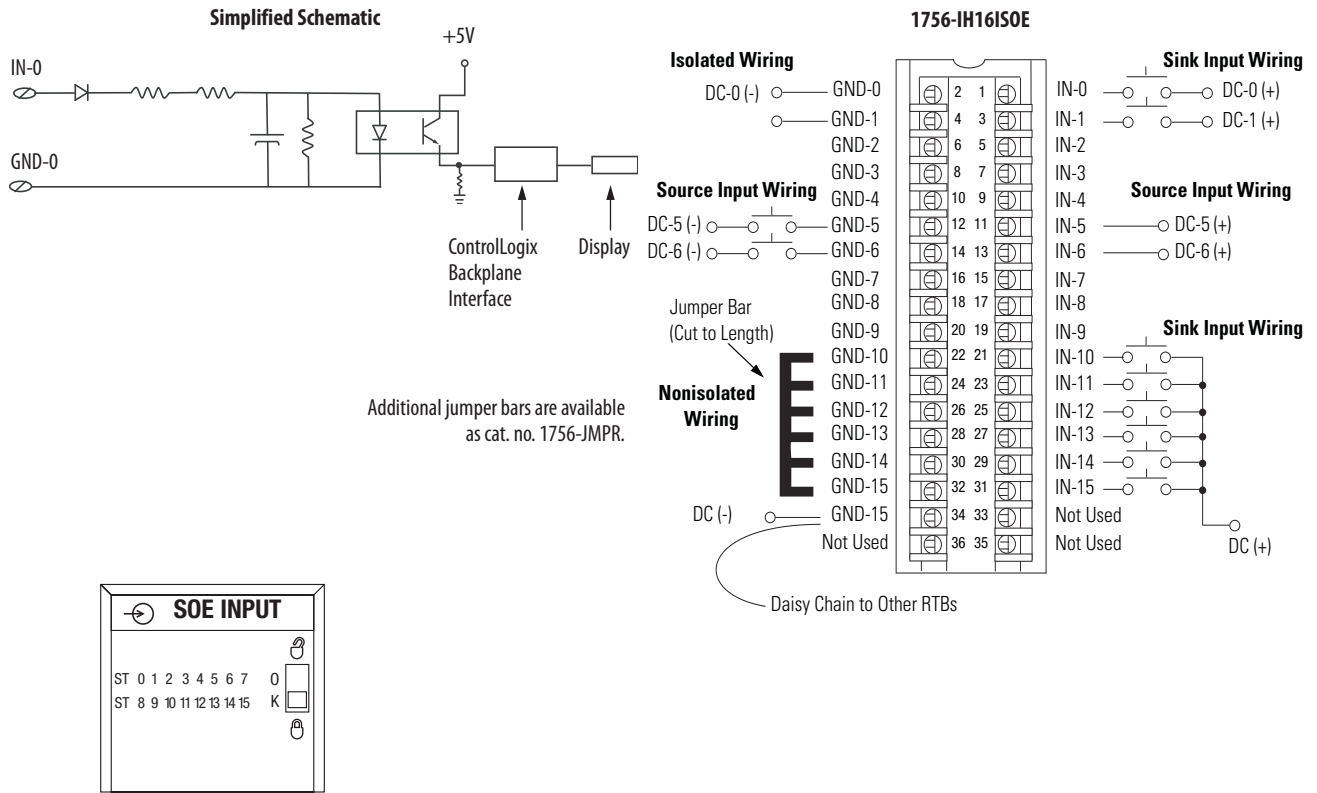 Simplified Schematic
+5V
IN-0
GND-0
ControlLogix
Backplane
Interface
Display
Additional jumper bars are available
as cat. no. 1756-JMPR.
1756-IH16ISOE
Isolated Wiring
Sink Input Wiring
DC-0 (-) GND-0 2 1 IN-0 DC-0 (+)
GND-1 4 3 IN-1 DC-1 (+)
GND-2 6 5 IN-2
GND-3 8 7 IN-3
Source Input Wiring
Source Input Wiring
GND-4 10 9 IN-4
DC-5 (-) GND-5 12 11 IN-5 DC-5 (+)
DC-6 (-) GND-6 14 13 IN-6 DC-6 (+)
GND-7 16 15 IN-7
GND-8 18 17 IN-8
Jumper Bar
(Cut to Length)
GND-9 20 19 IN-9
Sink Input Wiring
GND-10 22 21 IN-10
GND-11 24 23 IN-11
Nonisolated
Wiring
GND-12 26 25 IN-12
GND-13 28 27 IN-13
GND-14 30 29 IN-14
GND-15 32 31 IN-15
DC (-) GND-15 34 33 Not Used
Not Used 36 35 Not Used
DC (+)
Daisy Chain to Other RTBs
SOE INPUT
ST 0 1 2 3 4 5 6 7 O
ST 8 9 10 11 12 13 14 15 K